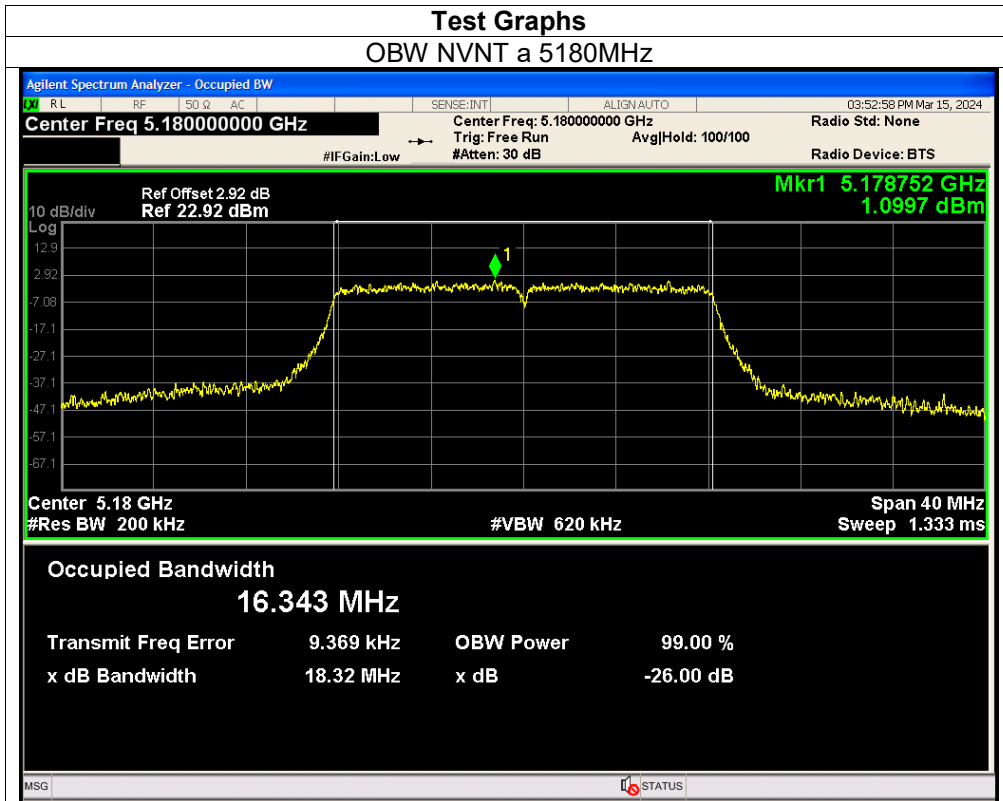 Test Graphs
OBW NVNT a 5180MHz
Agilent Spectrum Analyzer - Occupied BW
LXI RL RF 50 Ω AC SENSE:INT ALIGN AUTO 03:52:58 PM Mar 15, 2024
Center Freq 5.180000000 GHz Center Freq: 5.180000000 GHz Radio Std: None
Trig: Free Run Avg|Hold: 100/100
#IFGain:Low #Atten: 30 dB Radio Device: BTS
Mkr1 5.178752 GHz
Ref Offset 2.92 dB
10 dB/div Ref 22.92 dBm 1.0997 dBm
Log
12.9
1
2.92
-7.08
-17.1
-27.1
-37.1
-47.1
-57.1
-67.1
Center 5.18 GHz Span 40 MHz
#Res BW 200 kHz #VBW 620 kHz Sweep 1.333 ms
Occupied Bandwidth
16.343 MHz
Transmit Freq Error 9.369 kHz OBW Power 99.00 %
x dB Bandwidth 18.32 MHz x dB -26.00 dB
MSG STATUS